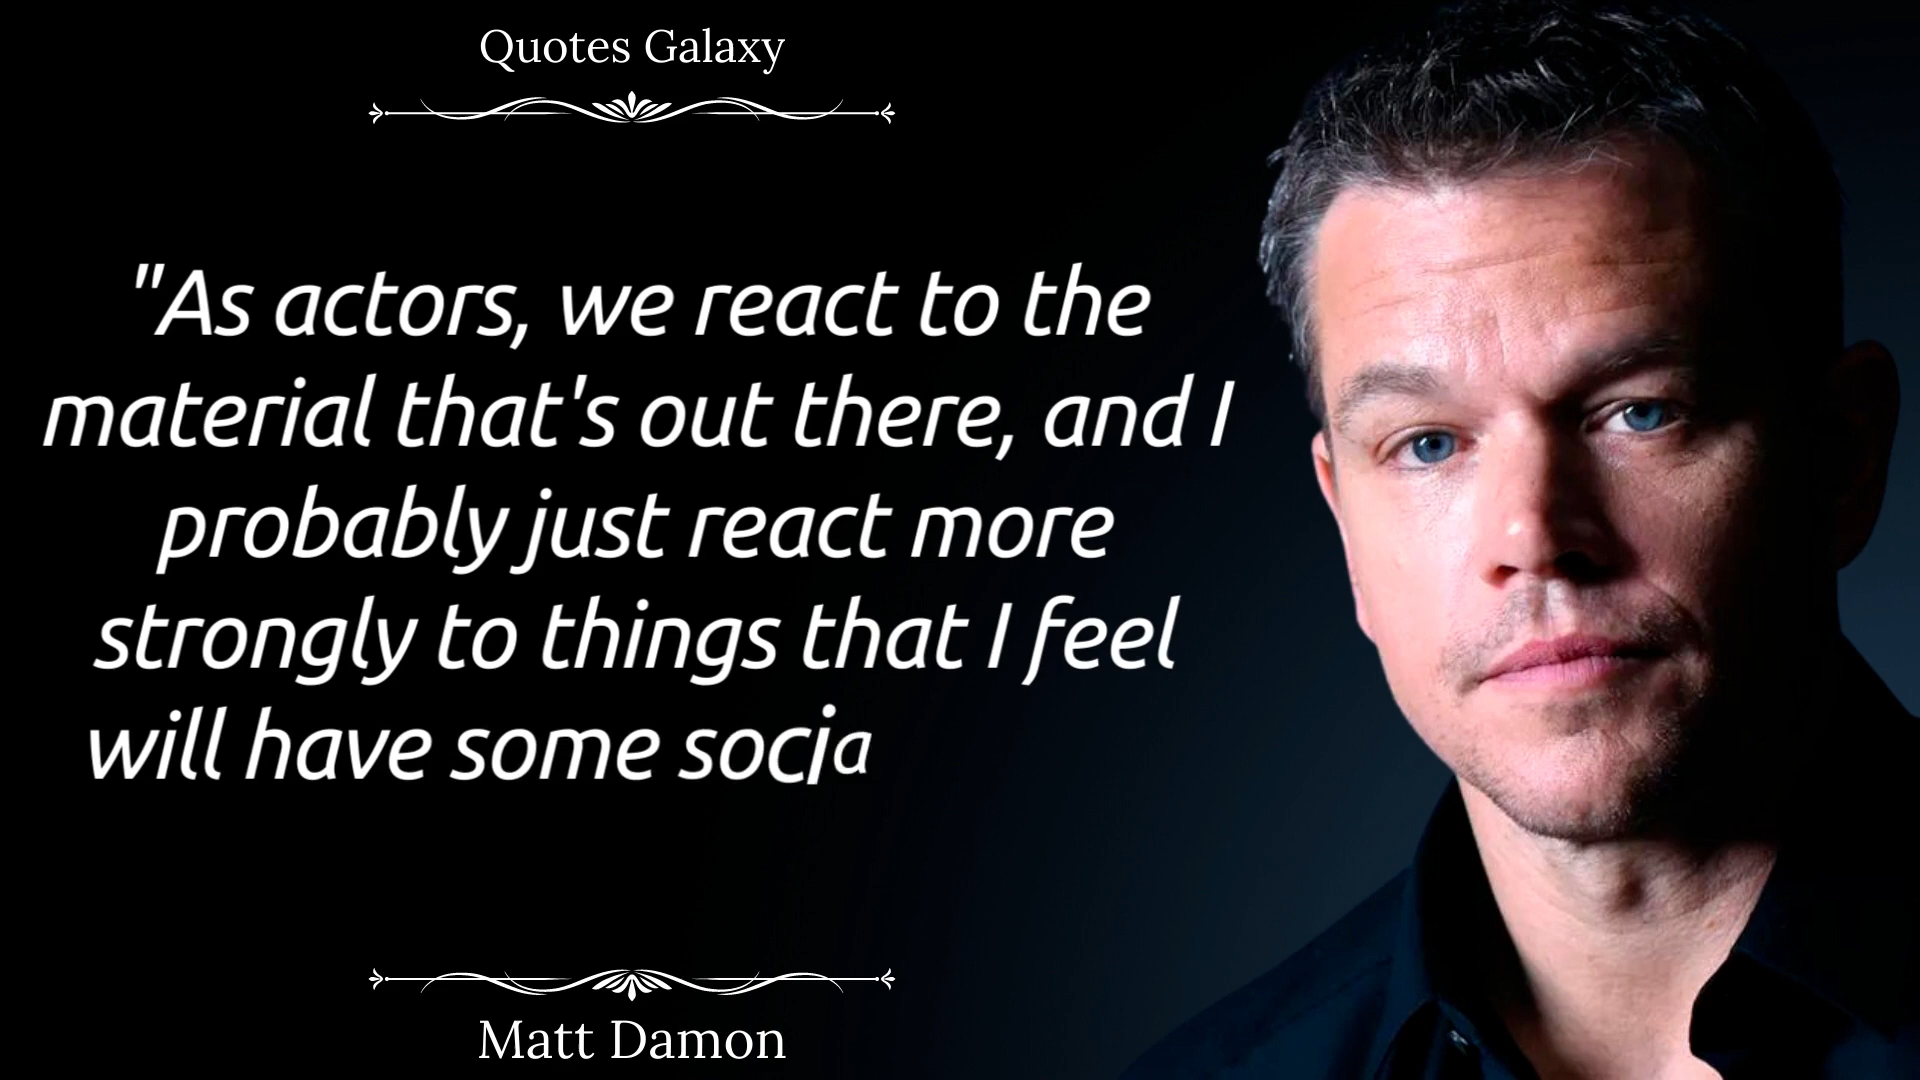 Quotes Galaxy
"As actors, we react to the
material that's out there, and I
probably just react more
strongly to things that I feel
will have some socia
Matt Damon